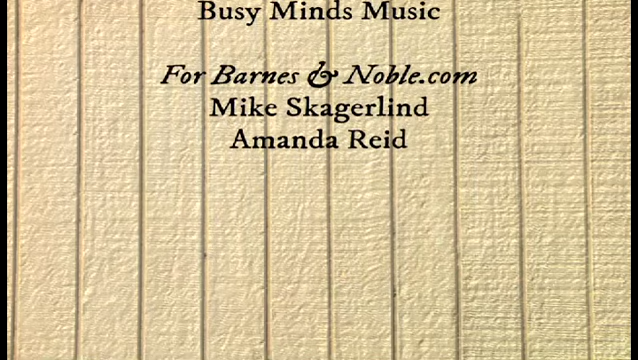 Busy Minds Music
For Barnes & Noble.com
Mike Skagerlind
Amanda Reid